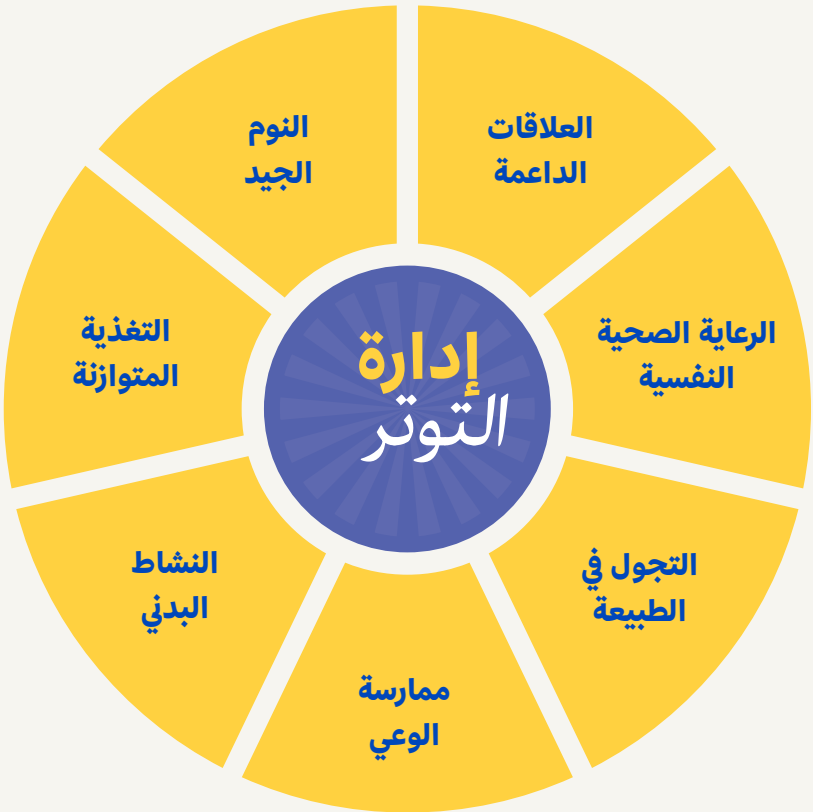 إدارة
التوتر
العلاقات
الداعمة
الرعاية الصحية
النفسية
التجول في
الطبيعة
ممارسة
الوعي
النشاط
البدني
التغذية
المتوازنة
النوم
الجيد